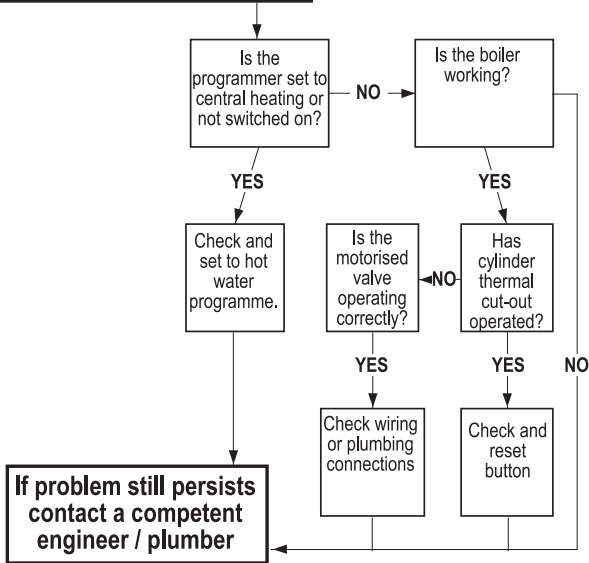 Is the
programmer set to
central heating or
not switched on?
NO
Is the boiler
working?
YES
YES
Check and
set to hot
water
programme.
Is the
motorised
valve
operating
correctly?
NO
Has
cylinder
thermal
cut-out
operated?
YES
YES
NO
Check wiring
or plumbing
connections
Check and
reset
button
If problem still persists
contact a competent
engineer / plumber